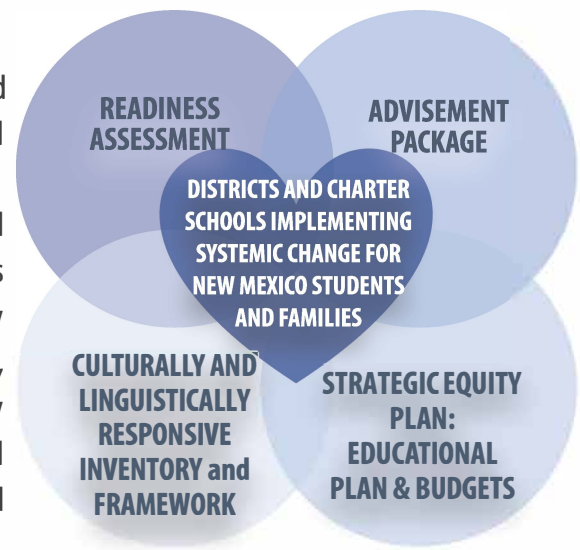 READINESS
ASSESSMENT
ADVISEMENT
PACKAGE
DISTRICTS AND CHARTER
SCHOOLS IMPLEMENTING
SYSTEMIC CHANGE FOR
NEW MEXICO STUDENTS
AND FAMILIES
CULTURALLY AND
LINGUISTICALLY
RESPONSIVE
INVENTORY and
FRAMEWORK
STRATEGIC EQUITY
PLAN:
EDUCATIONAL
PLAN & BUDGETS